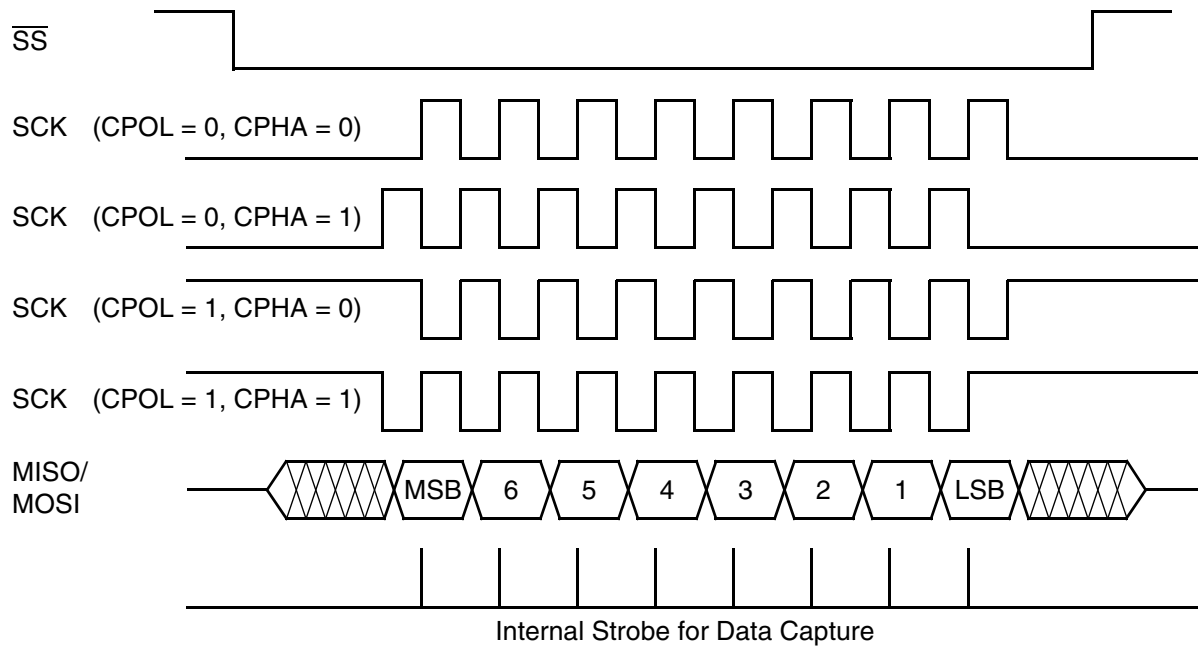 S̅S̅
SCK (CPOL = 0, CPHA = 0)
SCK (CPOL = 0, CPHA = 1)
SCK (CPOL = 1, CPHA = 0)
SCK (CPOL = 1, CPHA = 1)
MISO/
MOSI
MSB 6 5 4 3 2 1 LSB
Internal Strobe for Data Capture